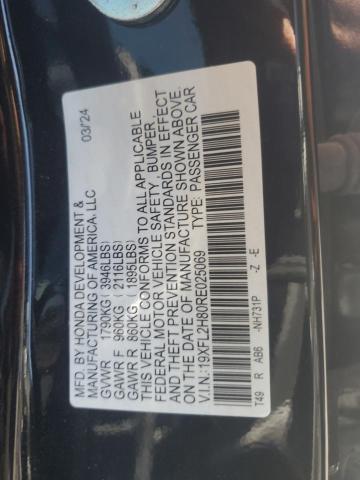 MFD. BY HONDA DEVELOPMENT &
MANUFACTURING OF AMERICA, LLC 03/'24
GVWR 1790KG (3946LBS)
GAWR F 960KG (2116LBS)
GAWR R 860KG (1895LBS)
THIS VEHICLE CONFORMS TO ALL APPLICABLE
FEDERAL MOTOR VEHICLE SAFETY, BUMPER,
AND THEFT PREVENTION STANDARDS IN EFFECT
ON THE DATE OF MANUFACTURE SHOWN ABOVE.
V.I.N.:19XFL2H80RE025069 TYPE: PASSENGER CAR
T49 R AB6 -NH731P -Z -E